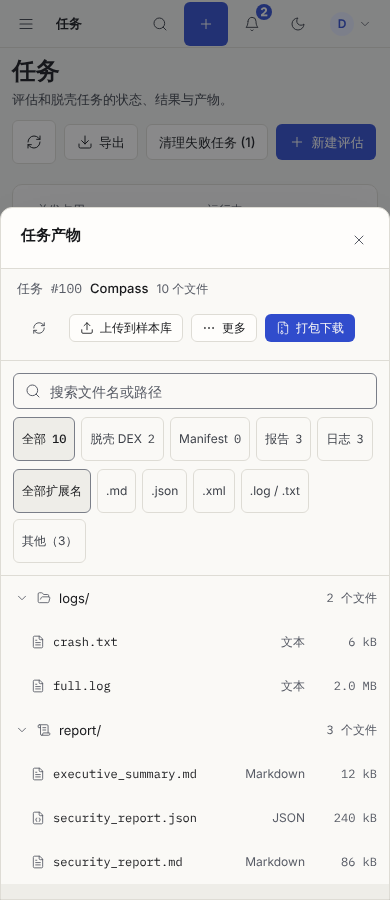 任务
2
D
任务
评估和脱壳任务的状态、结果与产物。
导出
清理失败任务 (1)
新建评估
任务产物
任务 #100 Compass 10 个文件
上传到样本库
更多
打包下载
搜索文件名或路径
全部 10
脱壳 DEX 2
Manifest 0
报告 3
日志 3
全部扩展名
.md
.json
.xml
.log / .txt
其他（3）
logs/ 2 个文件
crash.txt 文本 6 kB
full.log 文本 2.0 MB
report/ 3 个文件
executive_summary.md Markdown 12 kB
security_report.json JSON 240 kB
security_report.md Markdown 86 kB